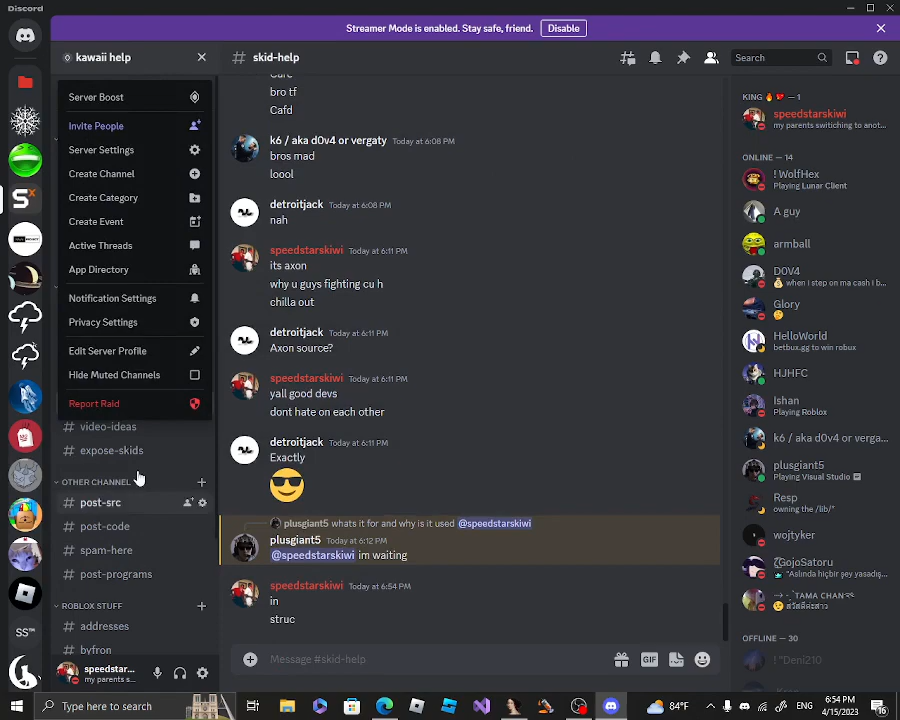 Discord
Streamer Mode is enabled. Stay safe, friend.
Disable
kawaii help
# skid-help
Search
Server Boost
Invite People
Server Settings
Create Channel
Create Category
Create Event
Active Threads
App Directory
Notification Settings
Privacy Settings
Edit Server Profile
Hide Muted Channels
Report Raid
# video-ideas
# expose-skids
OTHER CHANNEL
# post-src
# post-code
# spam-here
# post-programs
ROBLOX STUFF
# addresses
# byfron
speedstar...
my parents s...
bro tf
Cafd
k6 / aka d0v4 or vergaty Today at 6:08 PM
bros mad
loool
detroitjack Today at 6:08 PM
nah
speedstarskiwi Today at 6:11 PM
its axon
why u guys fighting cu h
chilla out
detroitjack Today at 6:11 PM
Axon source?
speedstarskiwi Today at 6:11 PM
yall good devs
dont hate on each other
detroitjack Today at 6:11 PM
Exactly
plusgiant5 whats it for and why is it used @speedstarskiwi
plusgiant5 Today at 6:12 PM
@speedstarskiwi im waiting
speedstarskiwi Today at 6:54 PM
in
struc
Message #skid-help
GIF
KING 🔥 — 1
speedstarskiwi
my parents switiching to anot...
ONLINE — 14
! WolfHex
Playing Lunar Client
A guy
armball
D0V4
💰 when I step on ma cash i b...
Glory
🤔
HelloWorld
betbux.gg to win robux
HJHFC
Ishan
Playing Roblox
k6 / aka d0v4 or verga...
plusgiant5
Playing Visual Studio
Resp
owning the /lib/*
wojtyker
GojoSatoru
"Aslında hiçbir şey yasadış...
TAMA CHAN
OFFLINE — 30
! "Deni210
SS™
Type here to search
84°F
6:54 PM
4/15/2023
16